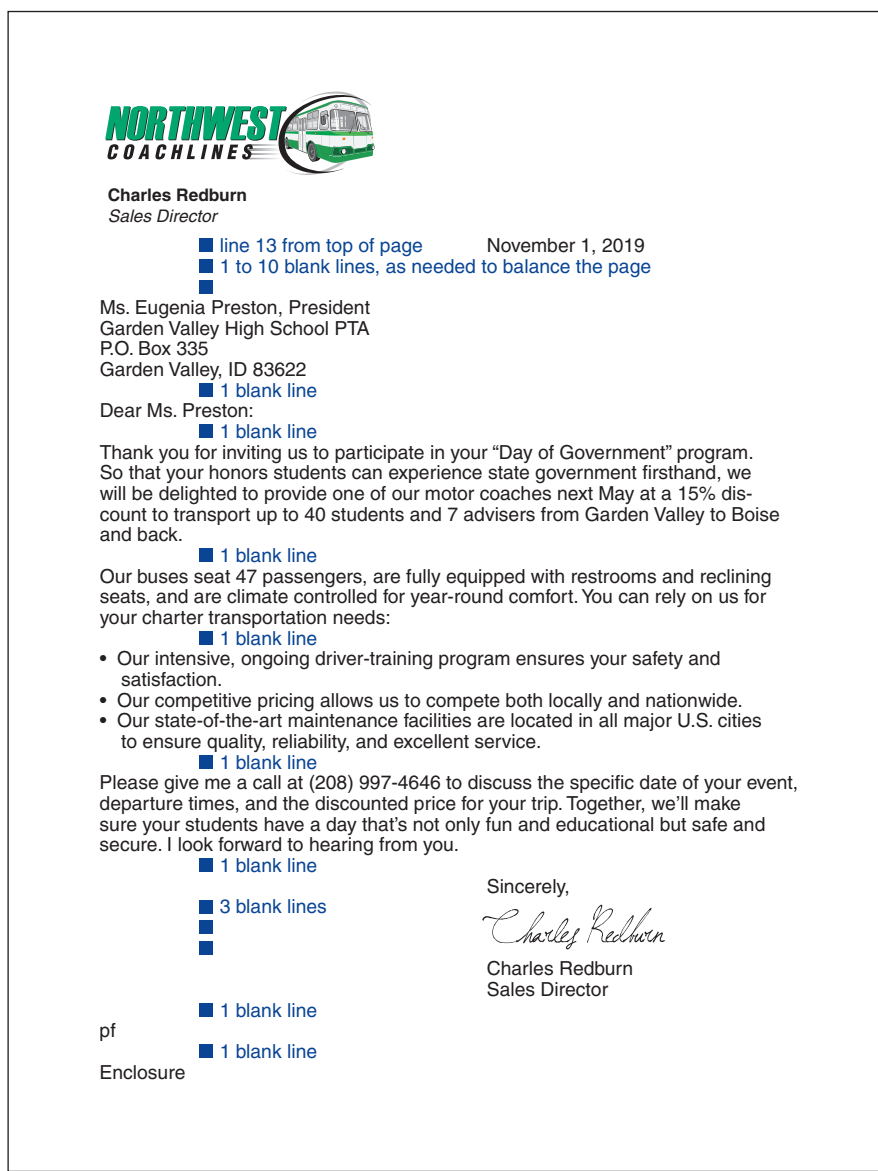 NORTHWEST
COACHLINES
Charles Redburn
Sales Director
■ line 13 from top of page November 1, 2019
■ 1 to 10 blank lines, as needed to balance the page
■
Ms. Eugenia Preston, President
Garden Valley High School PTA
P.O. Box 335
Garden Valley, ID 83622
■ 1 blank line
Dear Ms. Preston:
■ 1 blank line
Thank you for inviting us to participate in your “Day of Government” program.
So that your honors students can experience state government firsthand, we
will be delighted to provide one of our motor coaches next May at a 15% dis-
count to transport up to 40 students and 7 advisers from Garden Valley to Boise
and back.
■ 1 blank line
Our buses seat 47 passengers, are fully equipped with restrooms and reclining
seats, and are climate controlled for year-round comfort. You can rely on us for
your charter transportation needs:
■ 1 blank line
• Our intensive, ongoing driver-training program ensures your safety and
satisfaction.
• Our competitive pricing allows us to compete both locally and nationwide.
• Our state-of-the-art maintenance facilities are located in all major U.S. cities
to ensure quality, reliability, and excellent service.
■ 1 blank line
Please give me a call at (208) 997-4646 to discuss the specific date of your event,
departure times, and the discounted price for your trip. Together, we’ll make
sure your students have a day that’s not only fun and educational but safe and
secure. I look forward to hearing from you.
■ 1 blank line
Sincerely,
■ 3 blank lines
■
Charles Redburn
■
Charles Redburn
Sales Director
■ 1 blank line
pf
■ 1 blank line
Enclosure